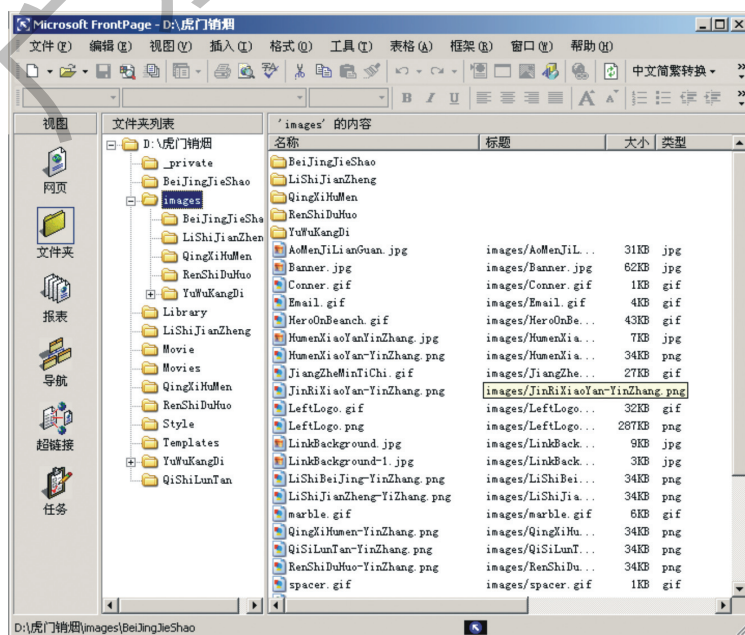 Microsoft FrontPage - D:\虎门销烟
文件(F) 编辑(E) 视图(V) 插入(I) 格式(O) 工具(T) 表格(A) 框架(R) 窗口(W) 帮助(H)
中文简繁转换
B I U
视图 文件夹列表 'images' 的内容
名称 标题 大小 类型
网页
文件夹
报表
导航
超链接
任务
D:\虎门销烟
_private
BeiJingJieShao
images
BeiJingJieSha
LiShiJianZhen
QingXiHuMen
RenShiDuHuo
YuWuKangDi
Library
LiShiJianZheng
Movie
Movies
QingXiHuMen
RenShiDuHuo
Style
Templates
YuWuKangDi
QiShiLunTan
BeiJingJieShao
LiShiJianZheng
QingXiHuMen
RenShiDuHuo
YuWuKangDi
AoMenJiLianGuan.jpg images/AoMenJiL... 31KB jpg
Banner.jpg images/Banner.jpg 62KB jpg
Conner.gif images/Conner.gif 1KB gif
Email.gif images/Email.gif 4KB gif
HeroOnBeanch.gif images/HeroOnBe... 43KB gif
HumenXiaoYanYinZhang.jpg images/HumenXia... 7KB jpg
HumenXiaoYan-YinZhang.png images/HumenXia... 34KB png
JiangZheMinTiChi.gif images/JiangZhe... 27KB gif
JinRiXiaoYan-YinZhang.png images/JinRiXiaoYan-YinZhang.png
LeftLogo.gif images/LeftLogo... 32KB gif
LeftLogo.png images/LeftLogo... 287KB png
LinkBackground.jpg images/LinkBack... 9KB jpg
LinkBackground-1.jpg images/LinkBack... 3KB jpg
LiShiBeiJing-YinZhang.png images/LiShiBei... 34KB png
LiShiJianZheng-YiZhang.png images/LiShiJia... 34KB png
marble.gif images/marble.gif 6KB gif
QingXiHumen-YinZhang.png images/QingXiHu... 34KB png
QiSiLunTan-YinZhang.png images/QiSiLunT... 34KB png
RenShiDuHuo-YinZhang.png images/RenShiDu... 34KB png
spacer.gif images/spacer.gif 1KB gif
D:\虎门销烟\images\BeiJingJieShao